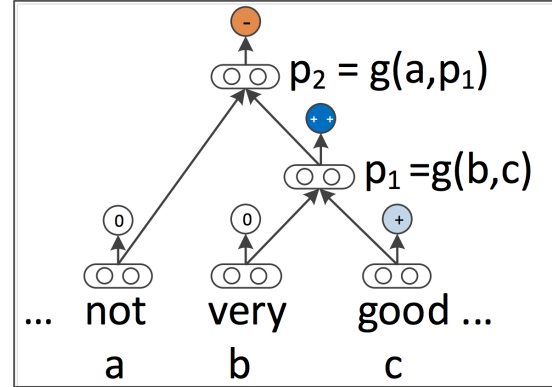 -
p₂ = g(a,p₁)
+ +
p₁ =g(b,c)
0 0 +
... not very good ...
a b c